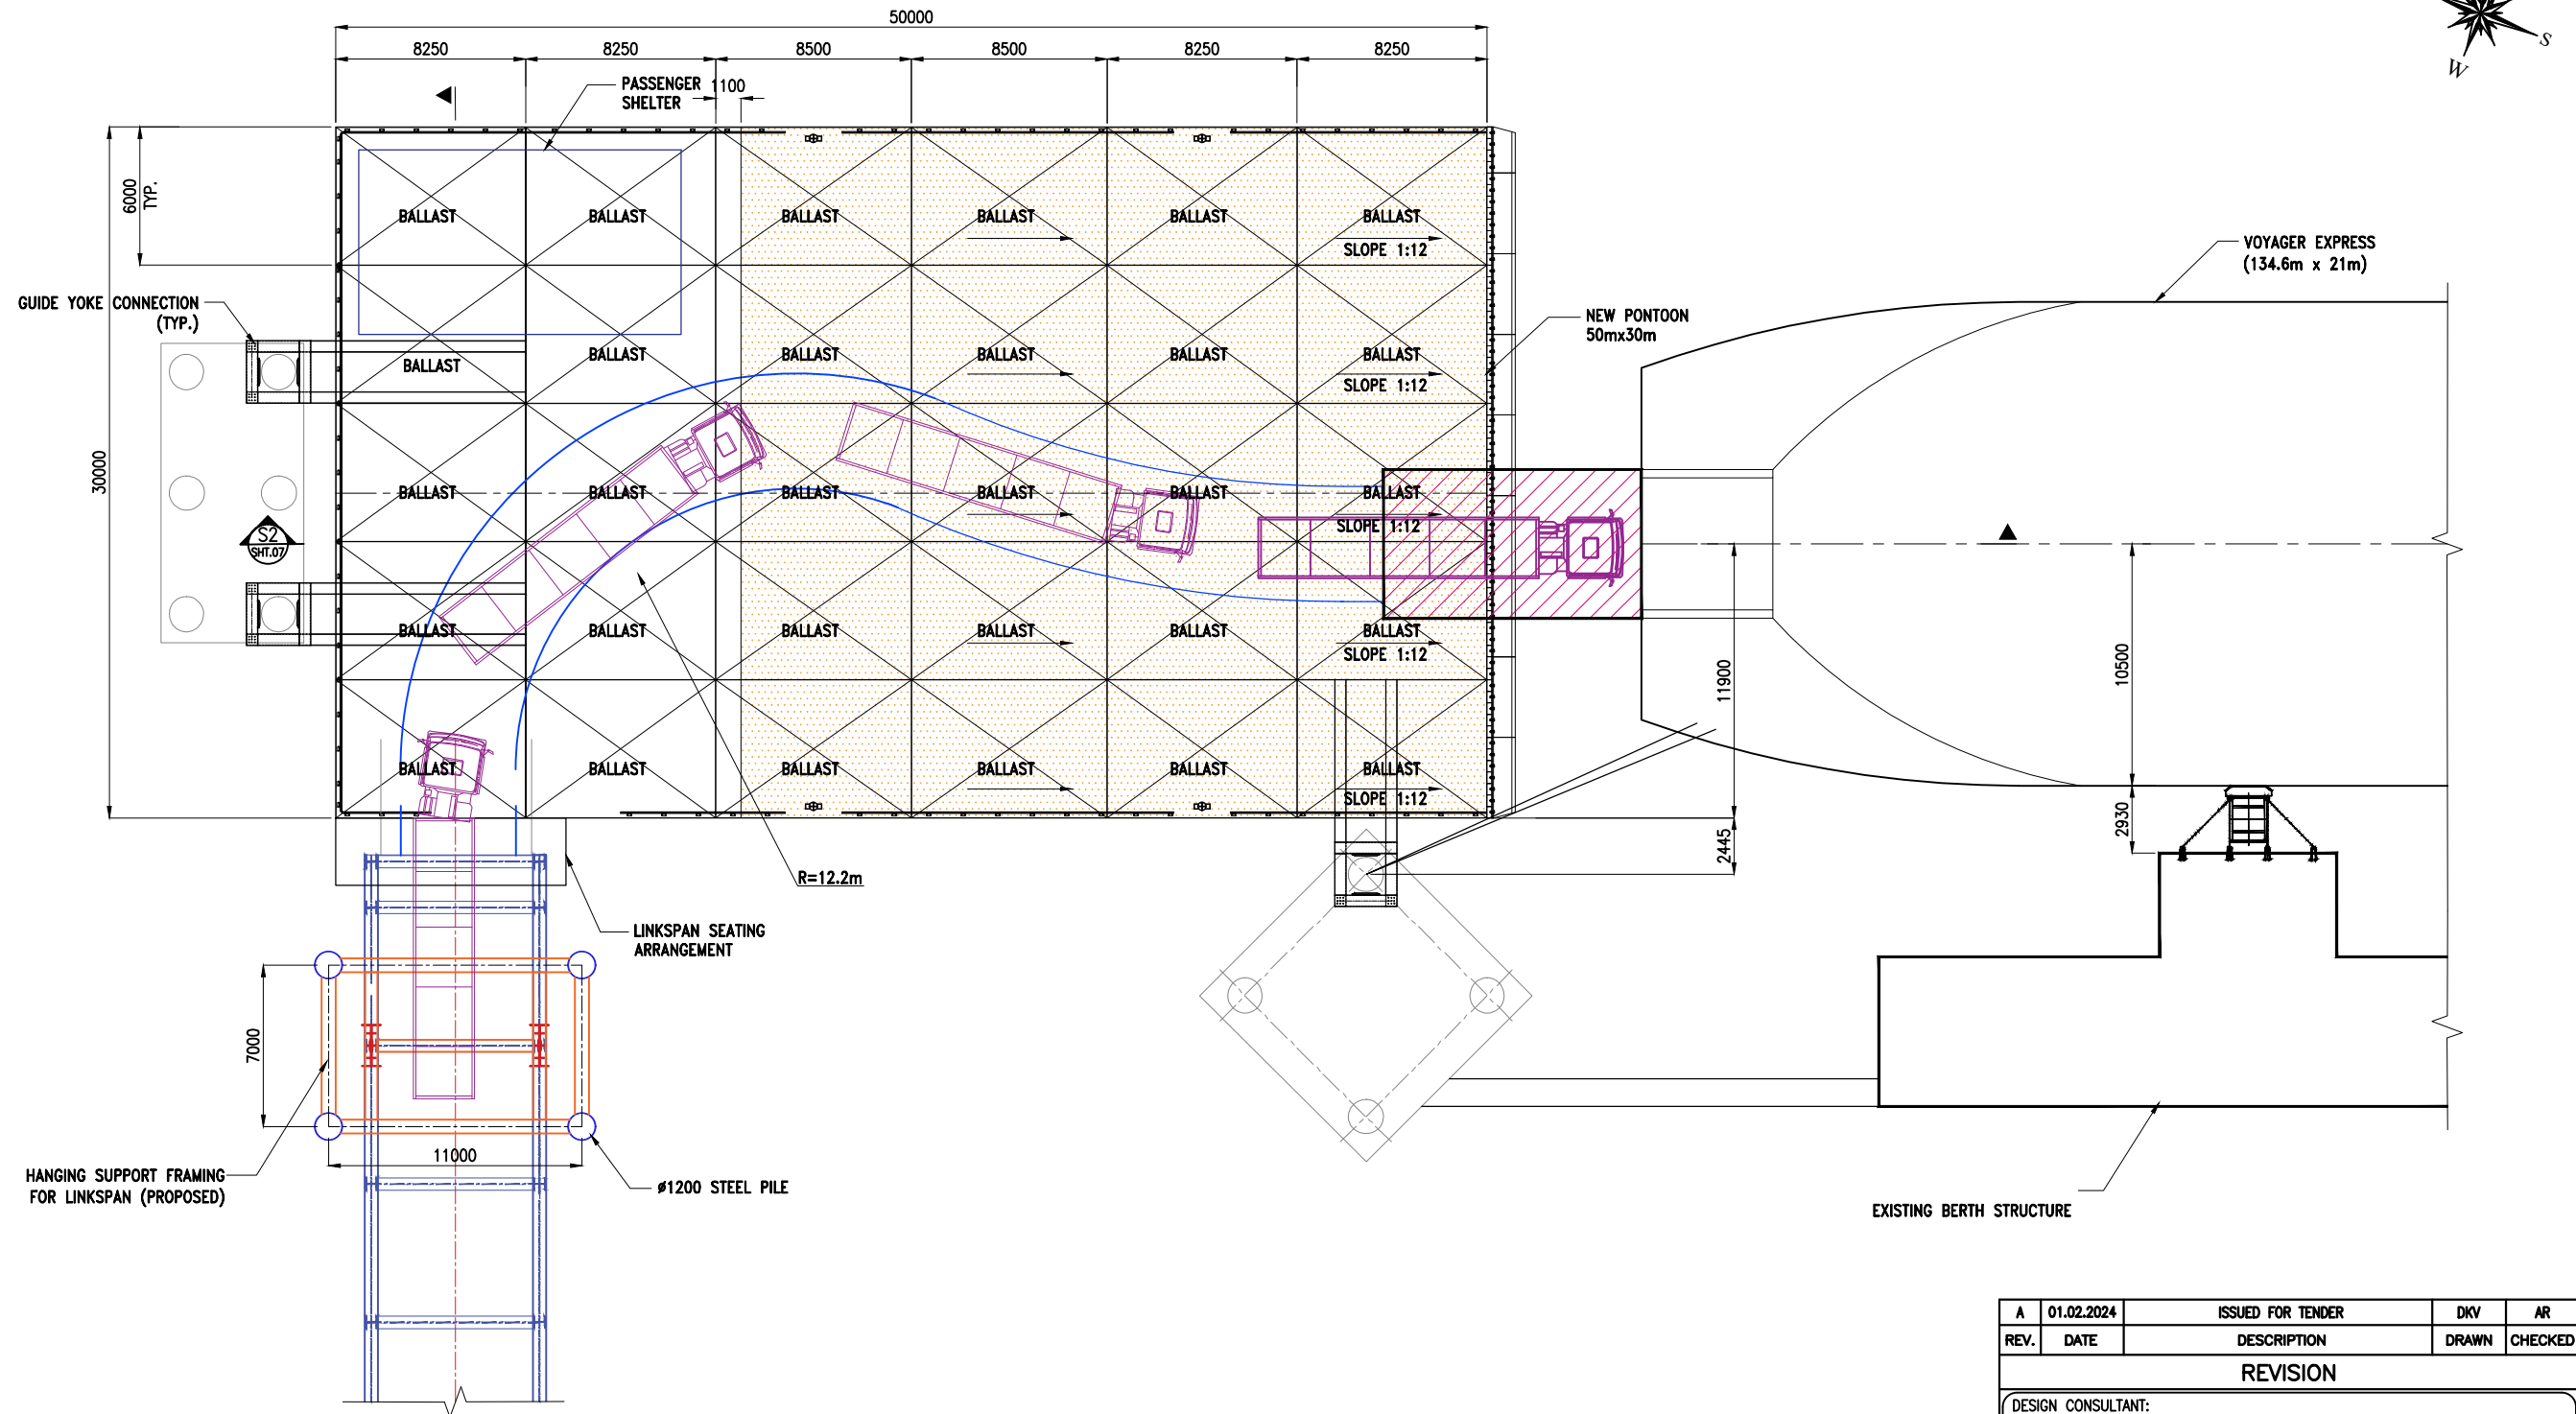 50000
8250
8250
8500
8500
8250
8250
S
W
PASSENGER
SHELTER
1100
6000
TYP.
30000
BALLAST
BALLAST
BALLAST
BALLAST
BALLAST
BALLAST
SLOPE 1:12
VOYAGER EXPRESS
(134.6m x 21m)
GUIDE YOKE CONNECTION
(TYP.)
NEW PONTOON
50mx30m
BALLAST
BALLAST
BALLAST
BALLAST
BALLAST
BALLAST
SLOPE 1:12
BALLAST
BALLAST
BALLAST
BALLAST
BALLAST
BALLAST
SLOPE 1:12
S2
SHT.07
BALLAST
BALLAST
BALLAST
BALLAST
BALLAST
BALLAST
SLOPE 1:12
11900
10500
BALLAST
BALLAST
BALLAST
BALLAST
BALLAST
BALLAST
SLOPE 1:12
2930
2445
R=12.2m
LINKSPAN SEATING
ARRANGEMENT
7000
11000
HANGING SUPPORT FRAMING
FOR LINKSPAN (PROPOSED)
ø1200 STEEL PILE
EXISTING BERTH STRUCTURE
A 01.02.2024 ISSUED FOR TENDER DKV AR
REV. DATE DESCRIPTION DRAWN CHECKED
REVISION
DESIGN CONSULTANT: